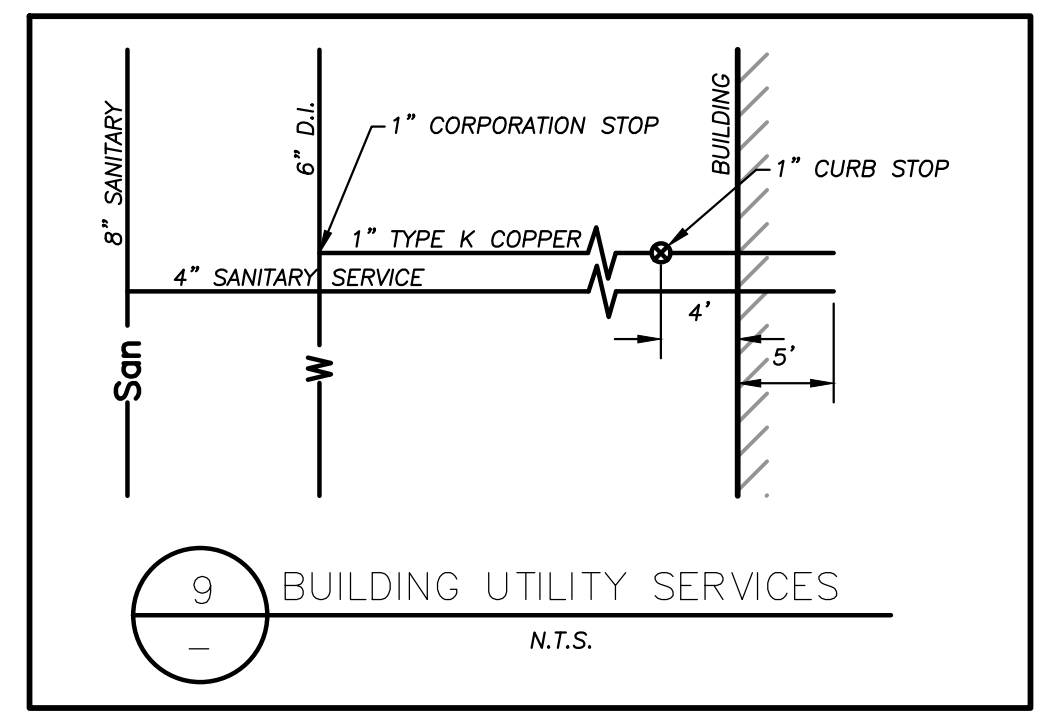 8" SANITARY
6" D.I.
1" CORPORATION STOP
BUILDING
1" CURB STOP
1" TYPE K COPPER
4" SANITARY SERVICE
4'
5'
San
W
9
BUILDING UTILITY SERVICES
–
N.T.S.